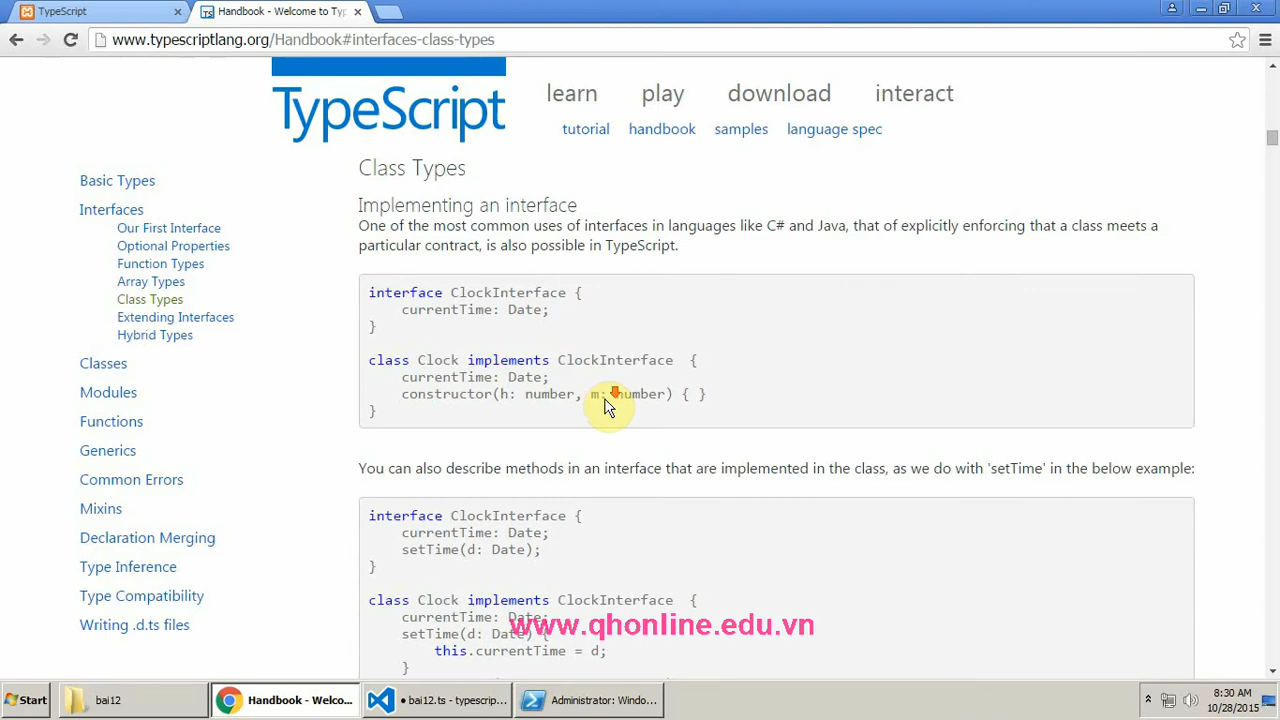 TypeScript
Handbook - Welcome to Typ
www.typescriptlang.org/Handbook#interfaces-class-types
TypeScript
learn play download interact
tutorial handbook samples language spec
Basic Types
Interfaces
Our First Interface
Optional Properties
Function Types
Array Types
Class Types
Extending Interfaces
Hybrid Types
Classes
Modules
Functions
Generics
Common Errors
Mixins
Declaration Merging
Type Inference
Type Compatibility
Writing .d.ts files
Class Types
Implementing an interface
One of the most common uses of interfaces in languages like C# and Java, that of explicitly enforcing that a class meets a
particular contract, is also possible in TypeScript.
interface ClockInterface {
currentTime: Date;
}
class Clock implements ClockInterface {
currentTime: Date;
constructor(h: number, m: number) { }
}
You can also describe methods in an interface that are implemented in the class, as we do with 'setTime' in the below example:
interface ClockInterface {
currentTime: Date;
setTime(d: Date);
}
class Clock implements ClockInterface {
currentTime: Date;
setTime(d: Date) {
this.currentTime = d;
}
www.qhonline.edu.vn
Start
bai12
Handbook - Welco...
• bai12.ts - typescrip...
Administrator: Windo...
8:30 AM
10/28/2015